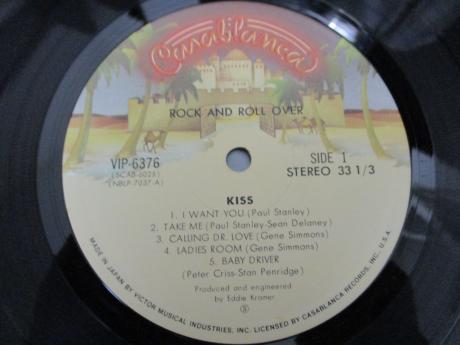 Casablanca
ROCK AND ROLL OVER
VIP-6376
(SCAB-6025)
(NBLP-7037-A)
SIDE 1
STEREO 33 1/3
KISS
1. I WANT YOU (Paul Stanley)
2. TAKE ME (Paul Stanley-Sean Delaney)
3. CALLING DR. LOVE (Gene Simmons)
4. LADIES ROOM (Gene Simmons)
5. BABY DRIVER
(Peter Criss-Stan Penridge)
Produced and engineered by
Eddie Kramer
Ⓢ
MADE IN JAPAN BY VICTOR MUSICAL INDUSTRIES, INC. LICENSED BY CASABLANCA RECORDS, INC., U.S.A.